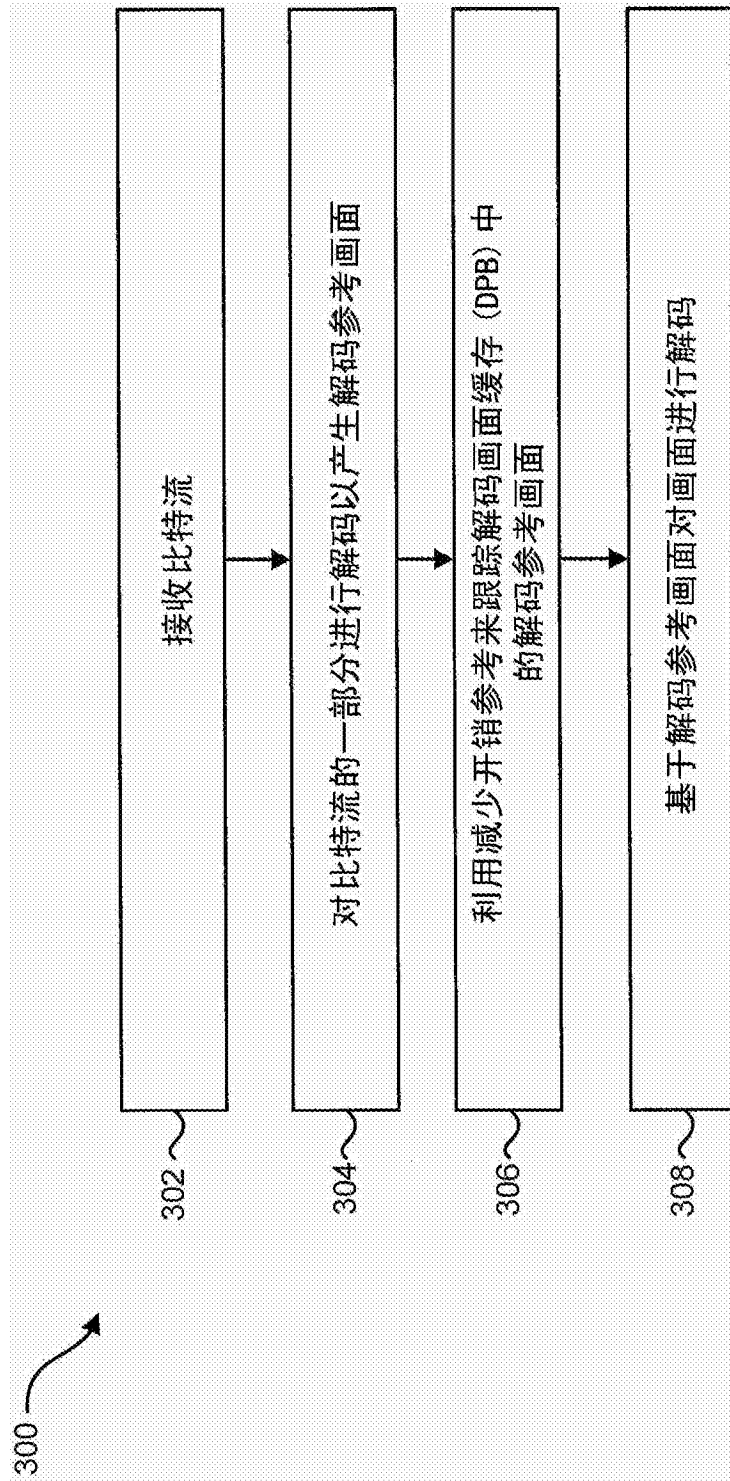 300
302
接收比特流
304
对比特流的一部分进行解码以产生解码参考画面
306
利用减少开销参考来跟踪解码画面缓存 (DPB) 中
的解码参考画面
308
基于解码参考画面对画面进行解码